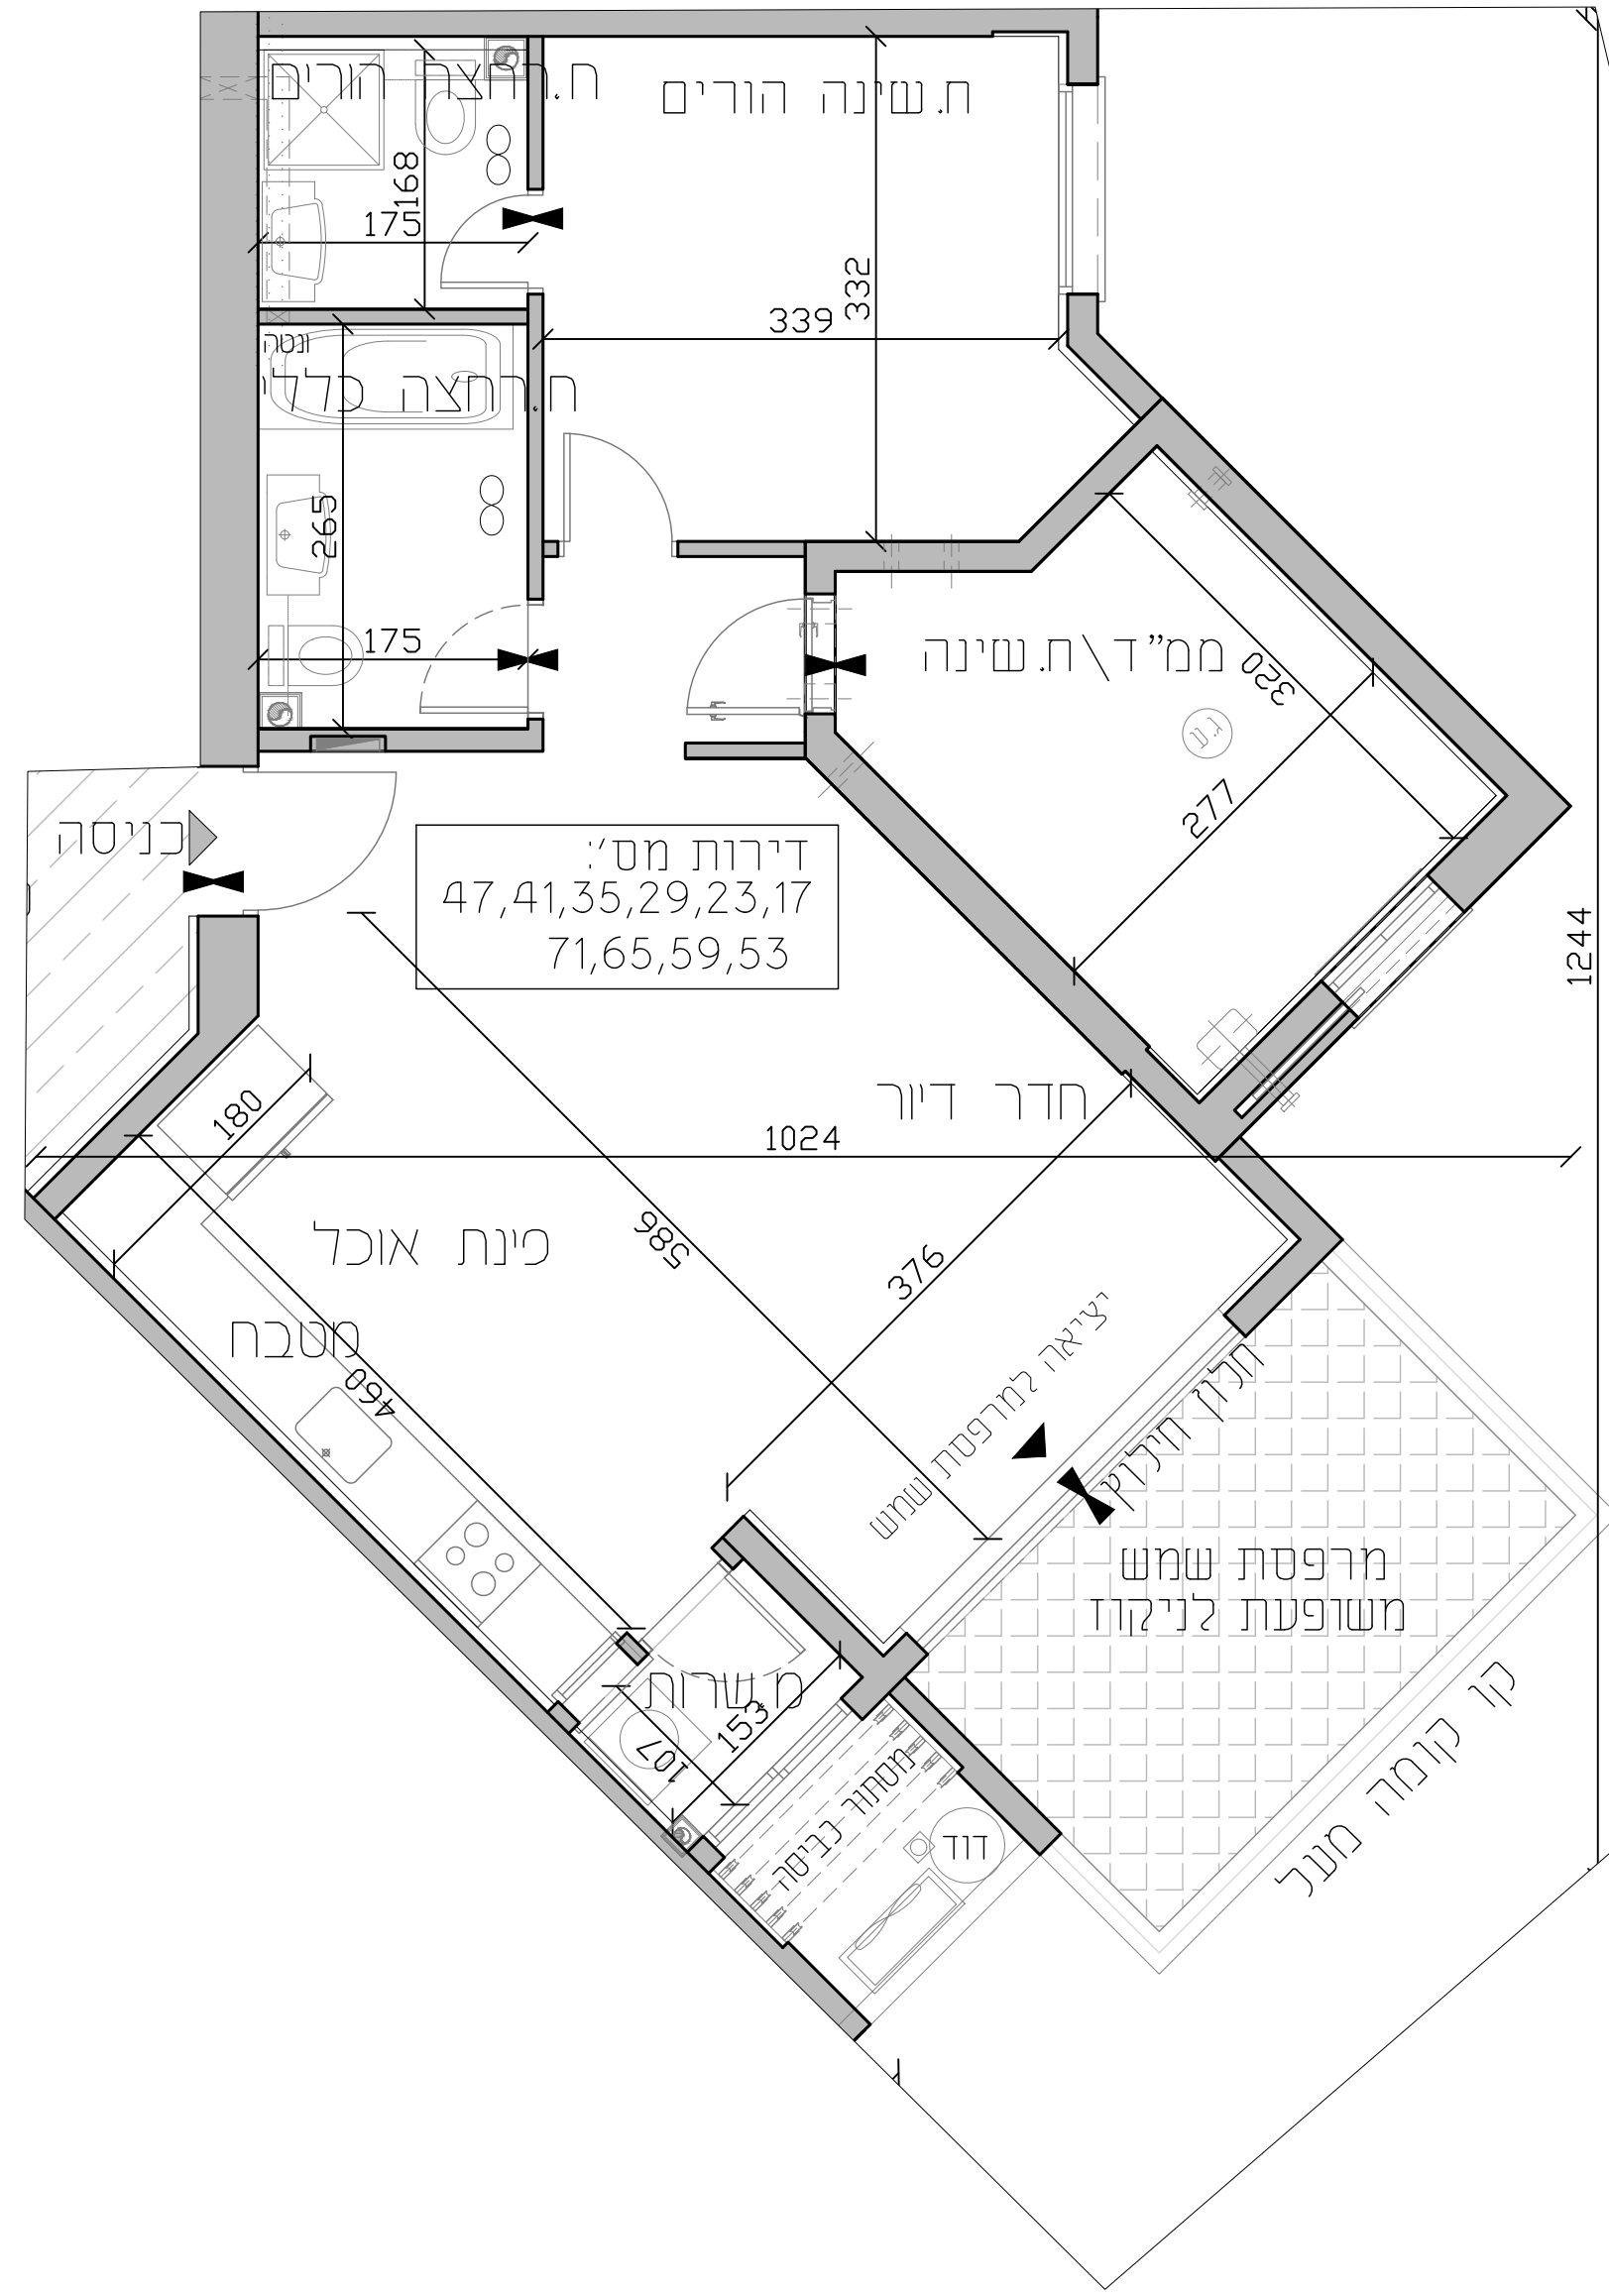 ח.רחצה הורים
ח.שינה הורים
168
175
332
339
ונטה
ח.רחצה כללי
265
175
ממ"ד\ח.שינה
320
277
כניסה
דירות מס':
47,41,35,29,23,17
71,65,59,53
1244
180
חדר דיור
1024
פינת אוכל
586
376
מטבח
460
יציאה למרפסת שמש
חלון חילוץ
מרפסת שמש
משופעת לניקוז
מ.שרות
153
107
מסתור כביסה
דוד
קו קומה מעל